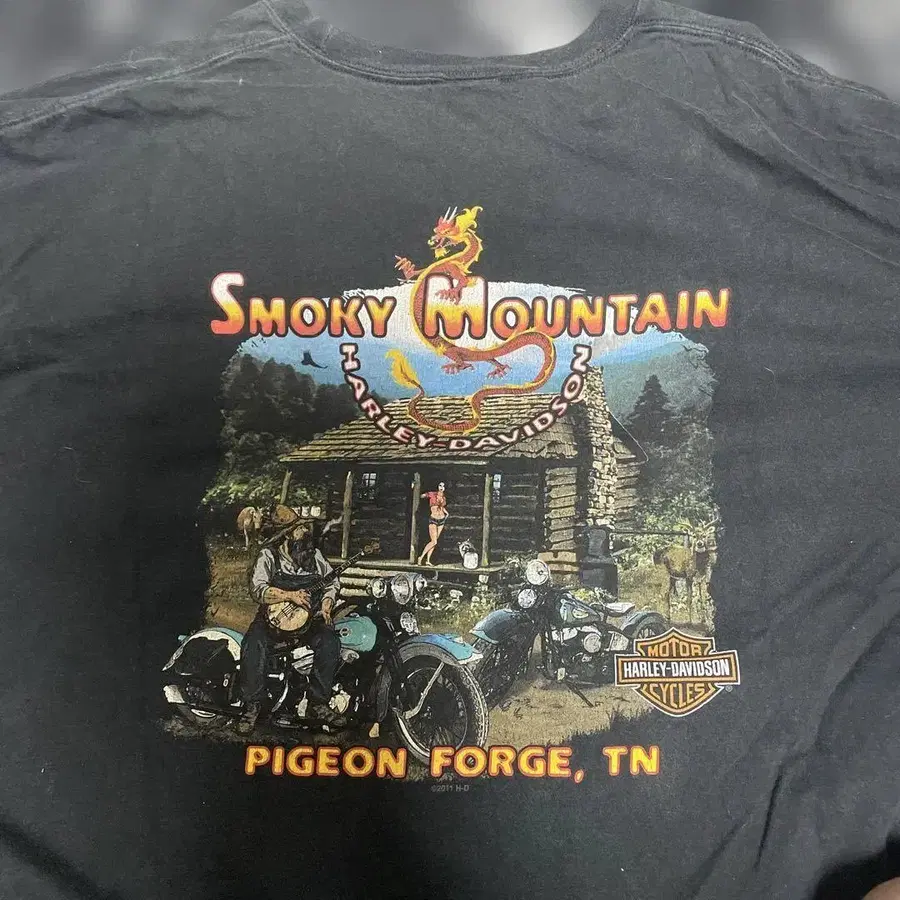 SMOKY MOUNTAIN
HARLEY-DAVIDSON
MOTOR
HARLEY-DAVIDSON
CYCLES
PIGEON FORGE, TN
©2011 H-D